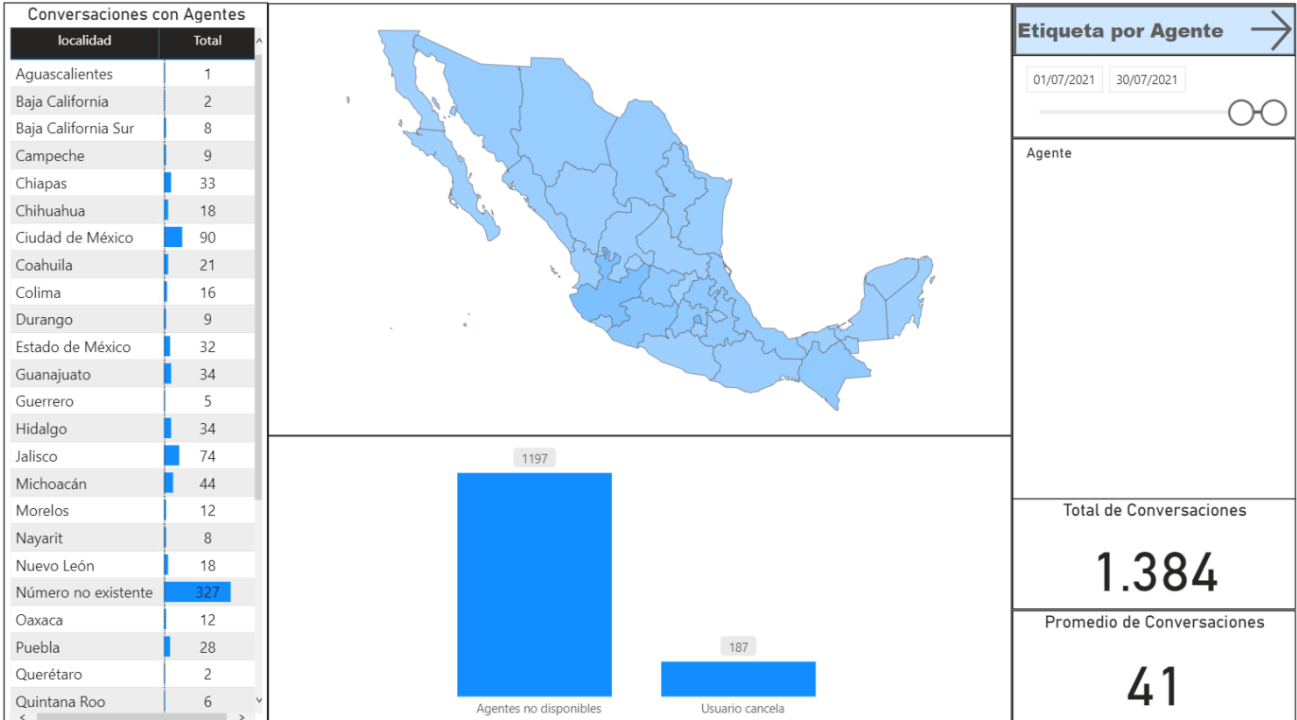 Conversaciones con Agentes
localidad Total
Aguascalientes 1
Baja California 2
Baja California Sur 8
Campeche 9
Chiapas 33
Chihuahua 18
Ciudad de México 90
Coahuila 21
Colima 16
Durango 9
Estado de México 32
Guanajuato 34
Guerrero 5
Hidalgo 34
Jalisco 74
Michoacán 44
Morelos 12
Nayarit 8
Nuevo León 18
Número no existente 327
Oaxaca 12
Puebla 28
Querétaro 2
Quintana Roo 6
1197
187
Agentes no disponibles
Usuario cancela
Etiqueta por Agente
01/07/2021 30/07/2021
Agente
Total de Conversaciones
1.384
Promedio de Conversaciones
41